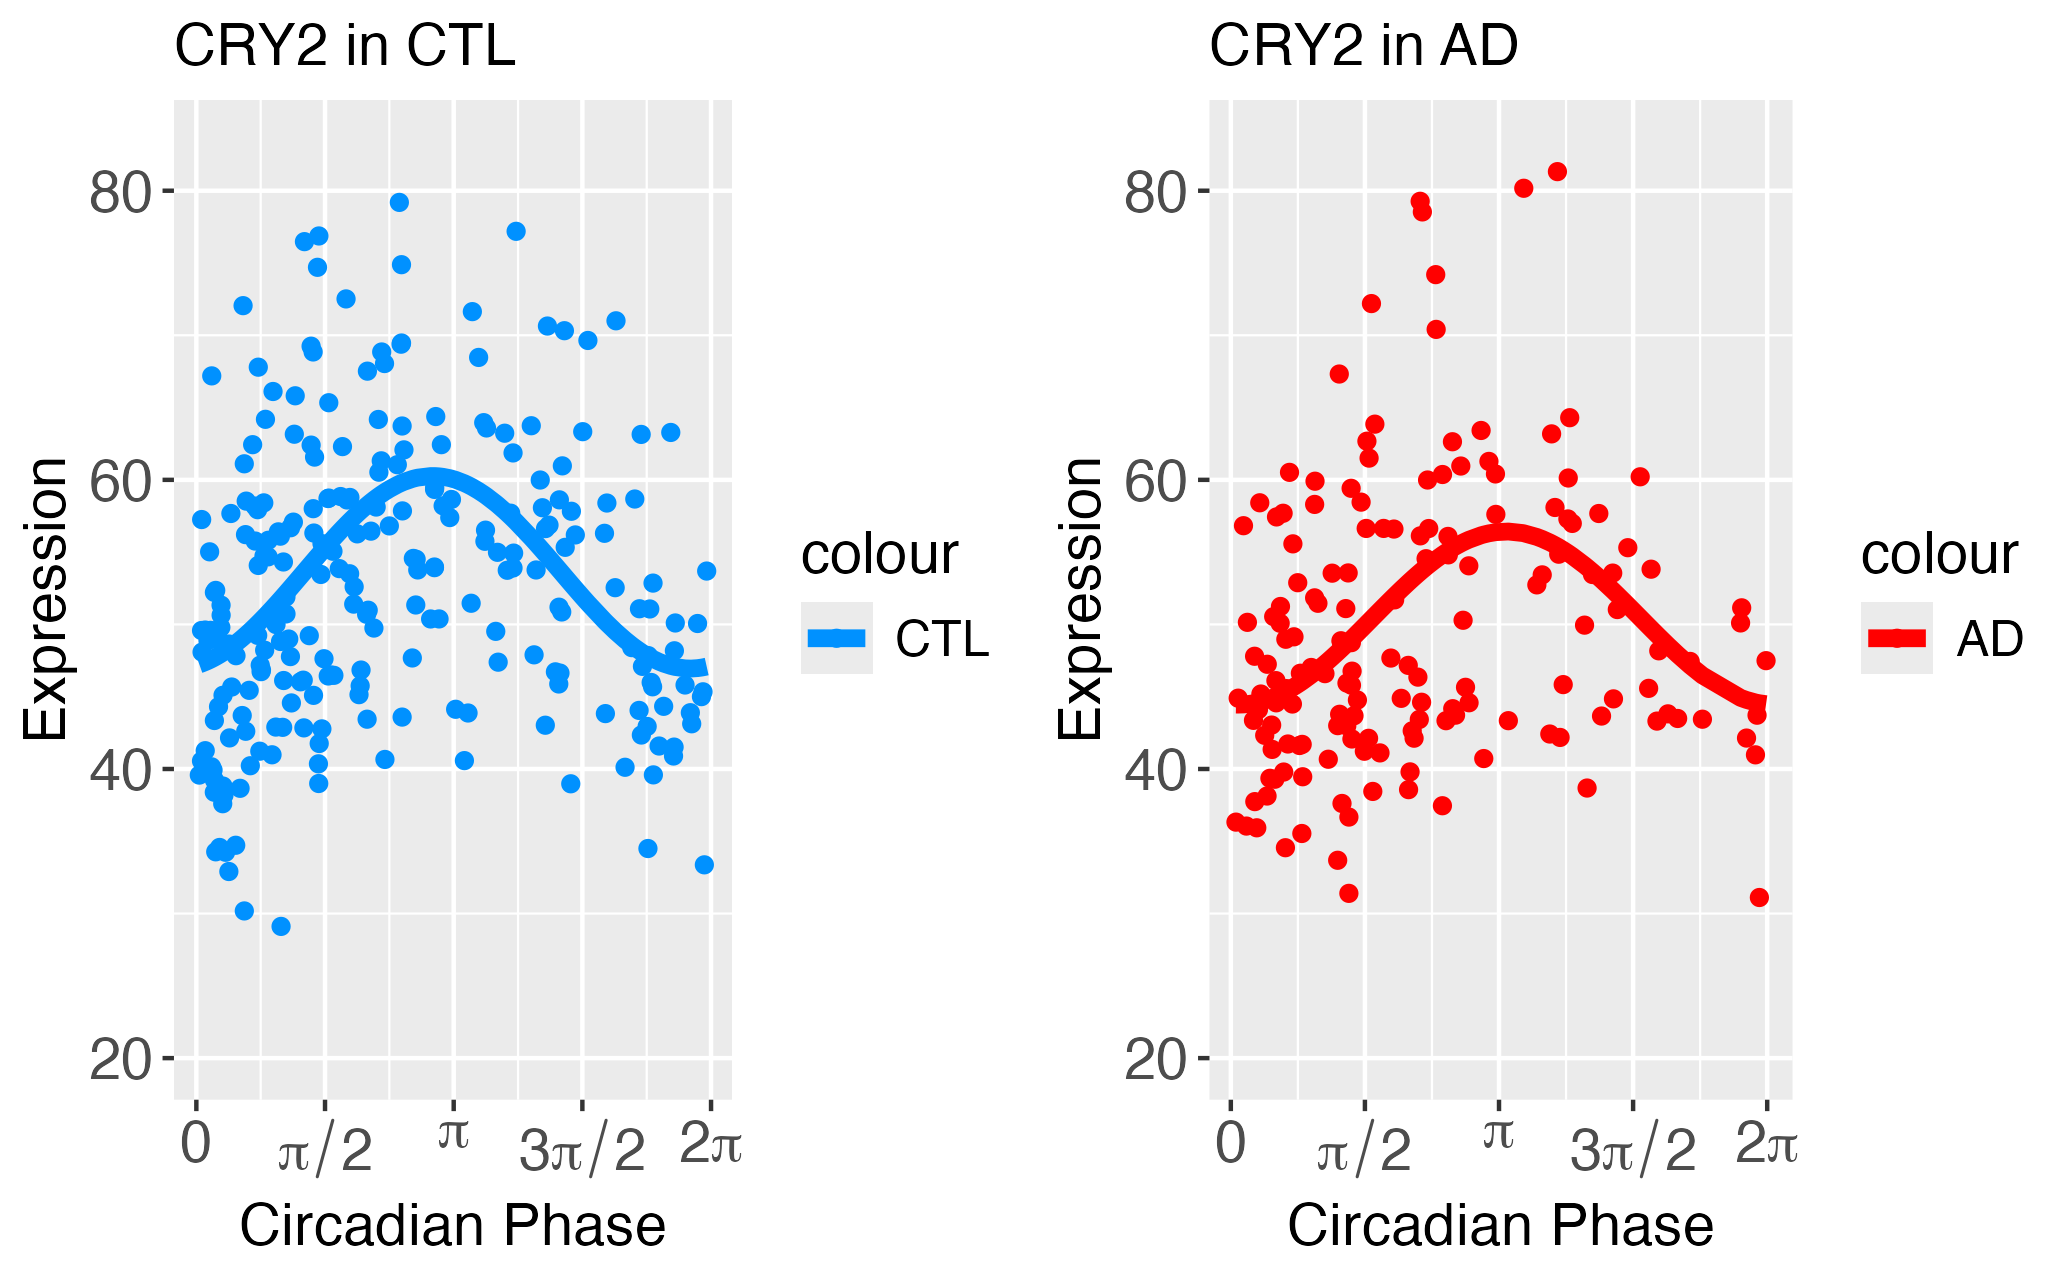 CRY2 in CTL
Expression
80
60
40
20
0
π/2
π
3π/2
2π
Circadian Phase
colour
CTL
CRY2 in AD
Expression
80
60
40
20
0
π/2
π
3π/2
2π
Circadian Phase
colour
AD